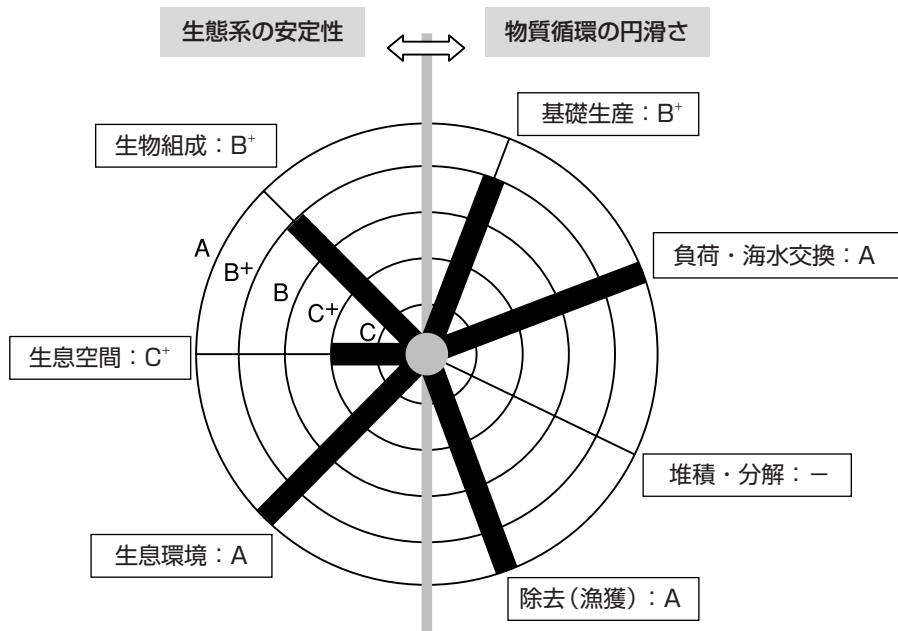 生態系の安定性
物質循環の円滑さ
基礎生産:B⁺
生物組成:B⁺
A
B⁺
B
C⁺
C
負荷・海水交換:A
生息空間:C⁺
堆積・分解:−
生息環境:A
除去(漁獲):A